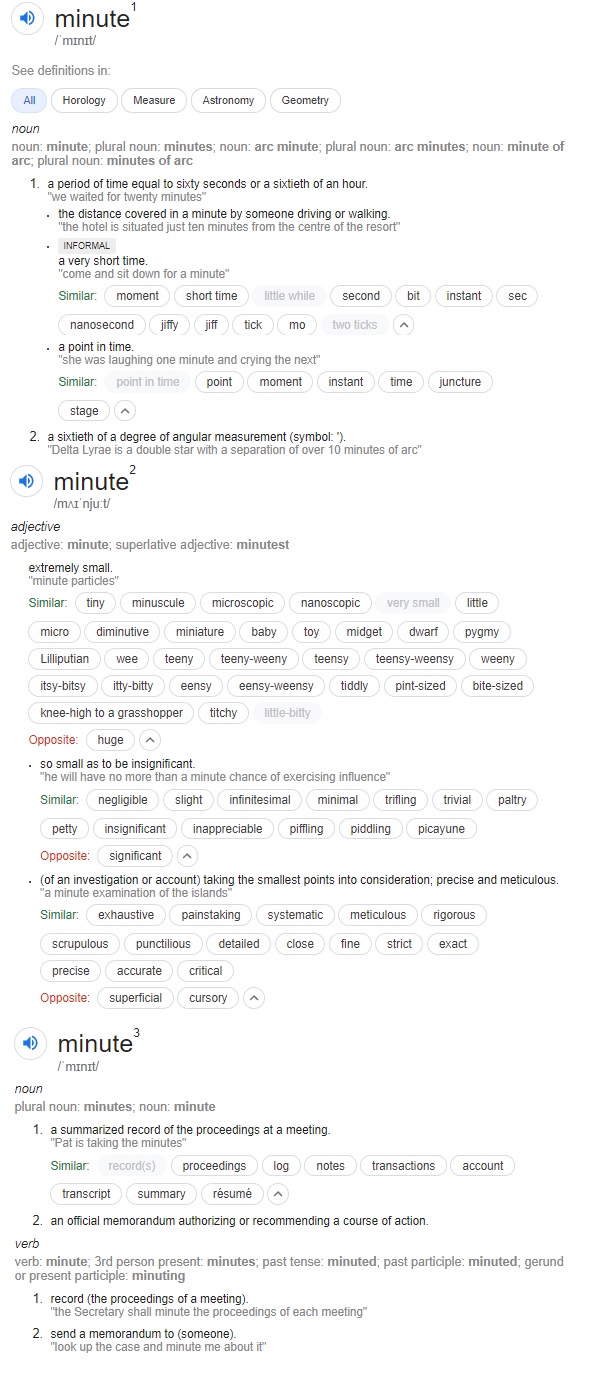 minute1
/ˈmɪnɪt/
See definitions in:
All Horology Measure Astronomy Geometry
noun
noun: minute; plural noun: minutes; noun: arc minute; plural noun: arc minutes; noun: minute of
arc; plural noun: minutes of arc
1. a period of time equal to sixty seconds or a sixtieth of an hour.
"we waited for twenty minutes"
• the distance covered in a minute by someone driving or walking.
"the hotel is situated just ten minutes from the centre of the resort"
• INFORMAL
a very short time.
"come and sit down for a minute"
Similar: moment short time little while second bit instant sec
nanosecond jiffy jiff tick mo two ticks
• a point in time.
"she was laughing one minute and crying the next"
Similar: point in time point moment instant time juncture
stage
2. a sixtieth of a degree of angular measurement (symbol: ʹ).
"Delta Lyrae is a double star with a separation of over 10 minutes of arc"
minute2
/mʌɪˈnjuːt/
adjective
adjective: minute; superlative adjective: minutest
extremely small.
"minute particles"
Similar: tiny minuscule microscopic nanoscopic very small little
micro diminutive miniature baby toy midget dwarf pygmy
Lilliputian wee teeny teeny-weeny teensy teensy-weensy weeny
itsy-bitsy itty-bitty eensy eensy-weensy tiddly pint-sized bite-sized
knee-high to a grasshopper titchy little-bitty
Opposite: huge
• so small as to be insignificant.
"he will have no more than a minute chance of exercising influence"
Similar: negligible slight infinitesimal minimal trifling trivial paltry
petty insignificant inappreciable piffling piddling picayune
Opposite: significant
• (of an investigation or account) taking the smallest points into consideration; precise and meticulous.
"a minute examination of the islands"
Similar: exhaustive painstaking systematic meticulous rigorous
scrupulous punctilious detailed close fine strict exact
precise accurate critical
Opposite: superficial cursory
minute3
/ˈmɪnɪt/
noun
plural noun: minutes; noun: minute
1. a summarized record of the proceedings at a meeting.
"Pat is taking the minutes"
Similar: record(s) proceedings log notes transactions account
transcript summary résumé
2. an official memorandum authorizing or recommending a course of action.
verb
verb: minute; 3rd person present: minutes; past tense: minuted; past participle: minuted; gerund
or present participle: minuting
1. record (the proceedings of a meeting).
"the Secretary shall minute the proceedings of each meeting"
2. send a memorandum to (someone).
"look up the case and minute me about it"